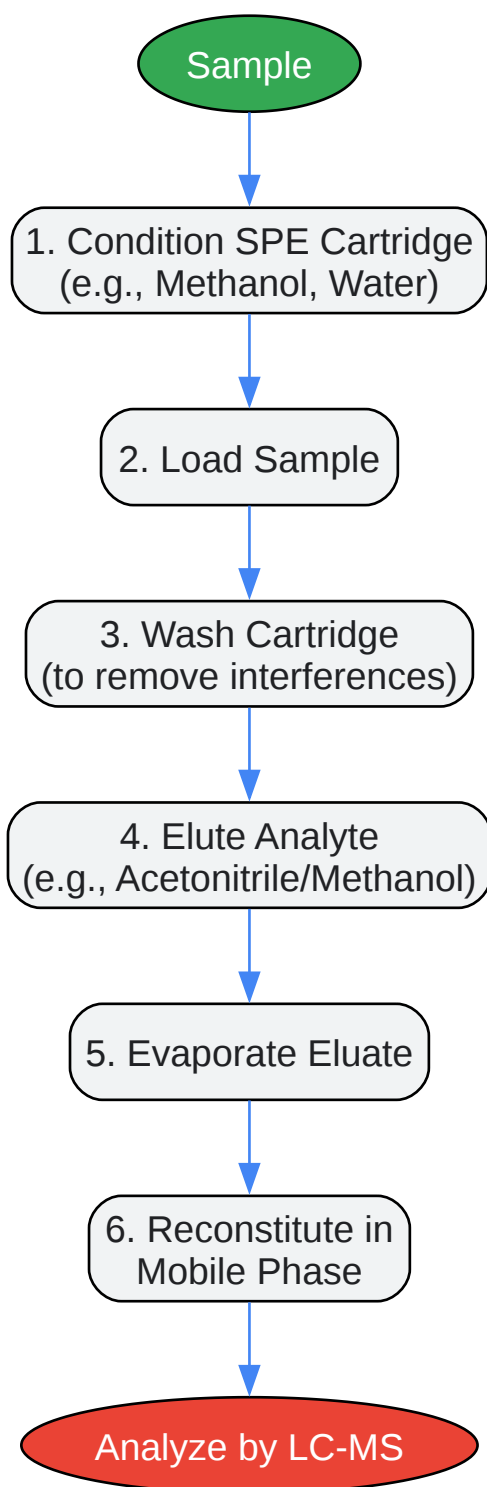 Sample
1. Condition SPE Cartridge
(e.g., Methanol, Water)
2. Load Sample
3. Wash Cartridge
(to remove interferences)
4. Elute Analyte
(e.g., Acetonitrile/Methanol)
5. Evaporate Eluate
6. Reconstitute in
Mobile Phase
Analyze by LC-MS